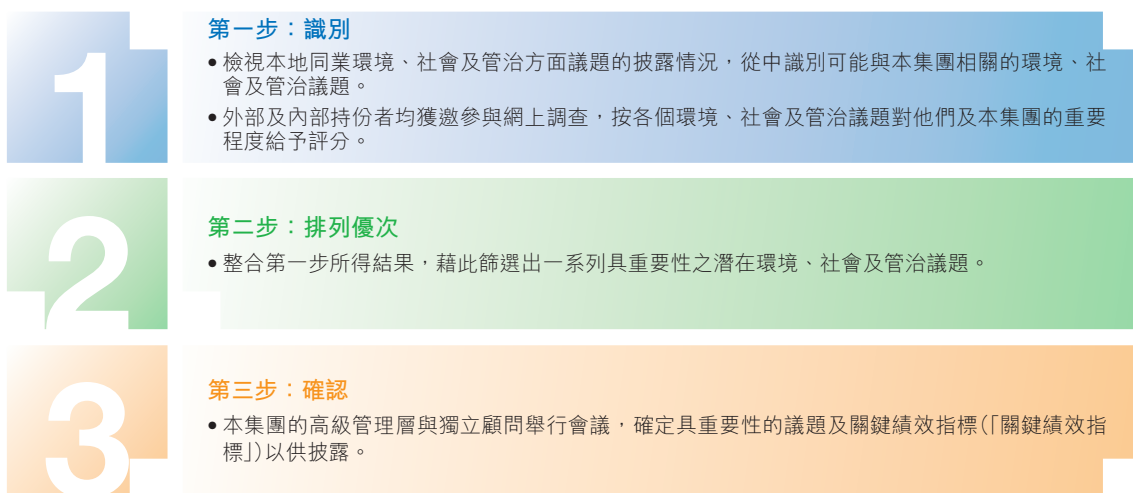 1
第一步：識別
• 檢視本地同業環境、社會及管治方面議題的披露情況，從中識別可能與本集團相關的環境、社
會及管治議題。
• 外部及內部持份者均獲邀參與網上調查，按各個環境、社會及管治議題對他們及本集團的重要
程度給予評分。
2
第二步：排列優次
• 整合第一步所得結果，藉此篩選出一系列具重要性之潛在環境、社會及管治議題。
3
第三步：確認
• 本集團的高級管理層與獨立顧問舉行會議，確定具重要性的議題及關鍵績效指標(「關鍵績效指
標」)以供披露。